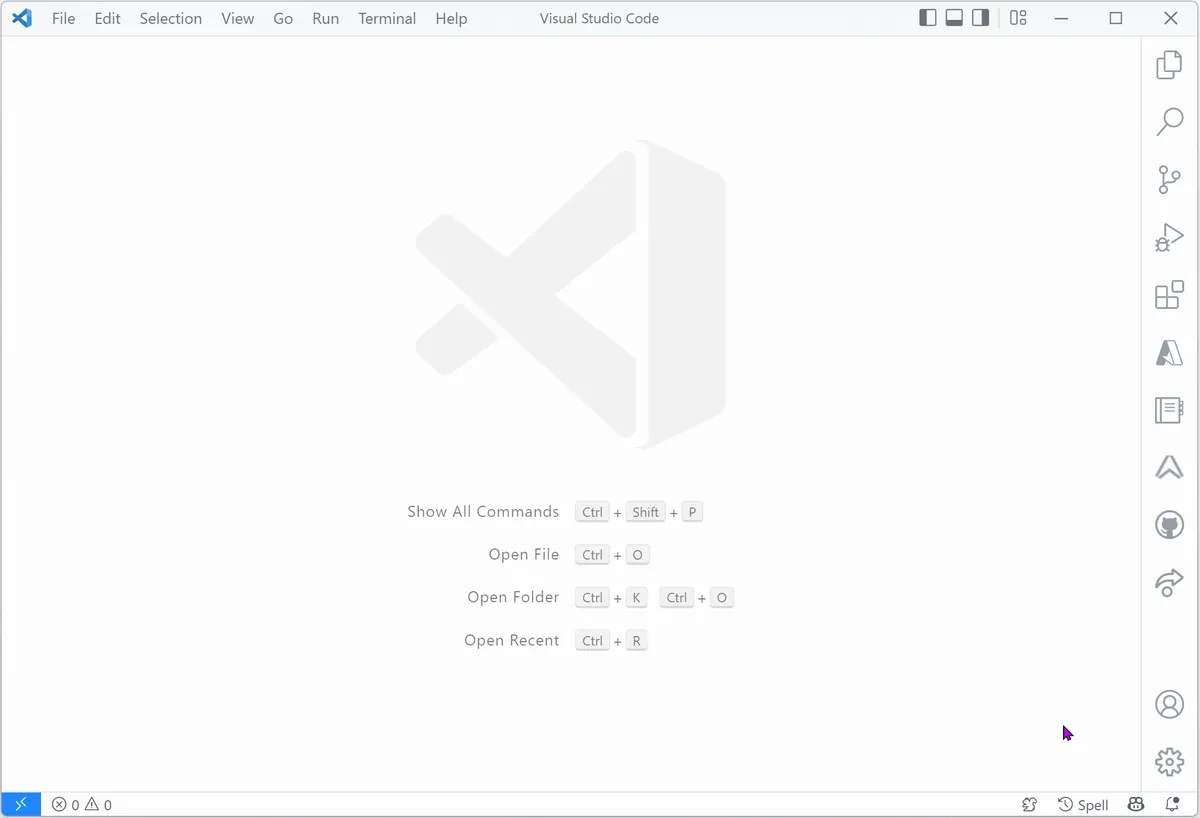 File Edit Selection View Go Run Terminal Help Visual Studio Code
Show All Commands Ctrl + Shift + P
Open File Ctrl + O
Open Folder Ctrl + K Ctrl + O
Open Recent Ctrl + R
0 0 Spell